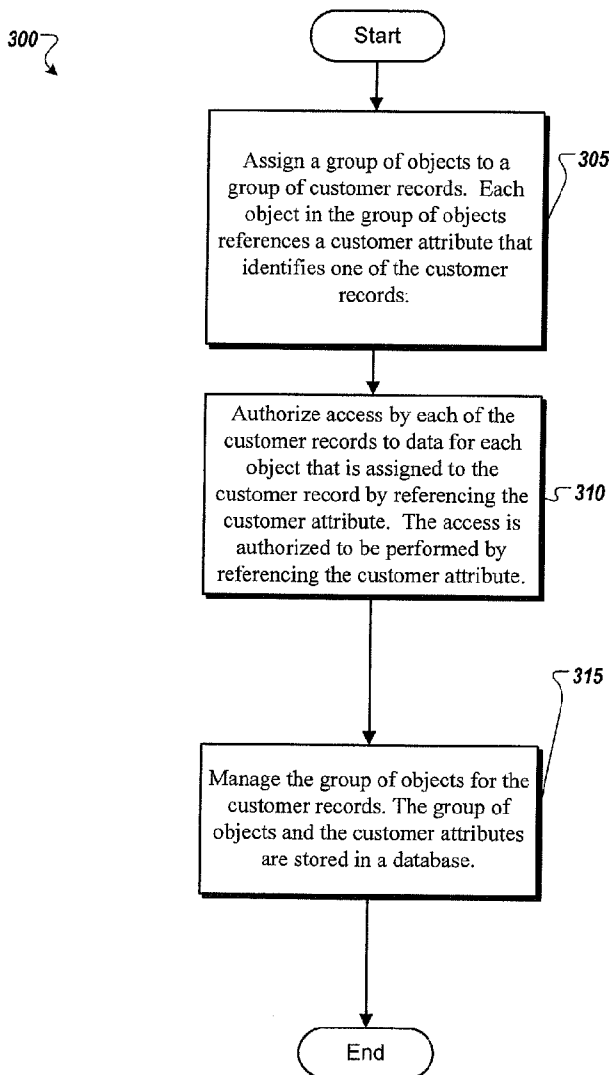 300
Start
Assign a group of objects to a
group of customer records. Each
object in the group of objects
references a customer attribute that
identifies one of the customer
records.
305
Authorize access by each of the
customer records to data for each
object that is assigned to the
customer record by referencing the
customer attribute. The access is
authorized to be performed by
referencing the customer attribute.
310
315
Manage the group of objects for the
customer records. The group of
objects and the customer attributes
are stored in a database.
End